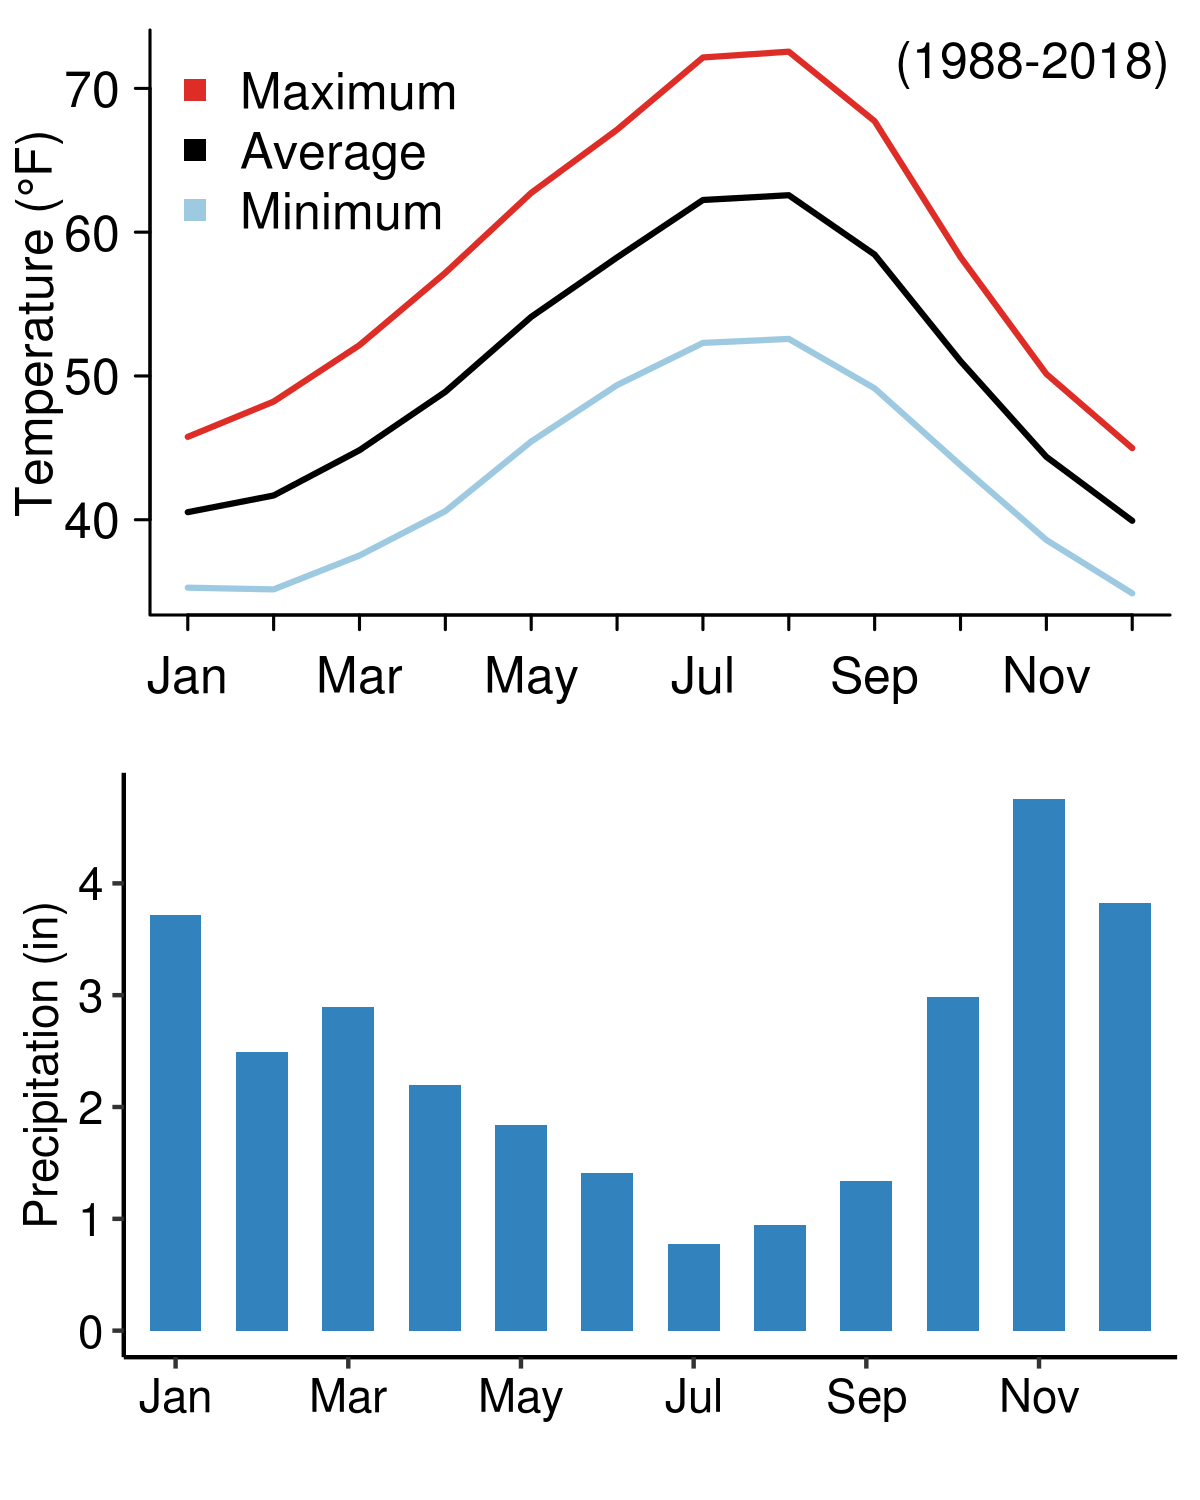 (1988-2018)
Maximum
Average
Minimum
Temperature (°F)
70
60
50
40
Jan Mar May Jul Sep Nov
Precipitation (in)
4
3
2
1
0
Jan Mar May Jul Sep Nov